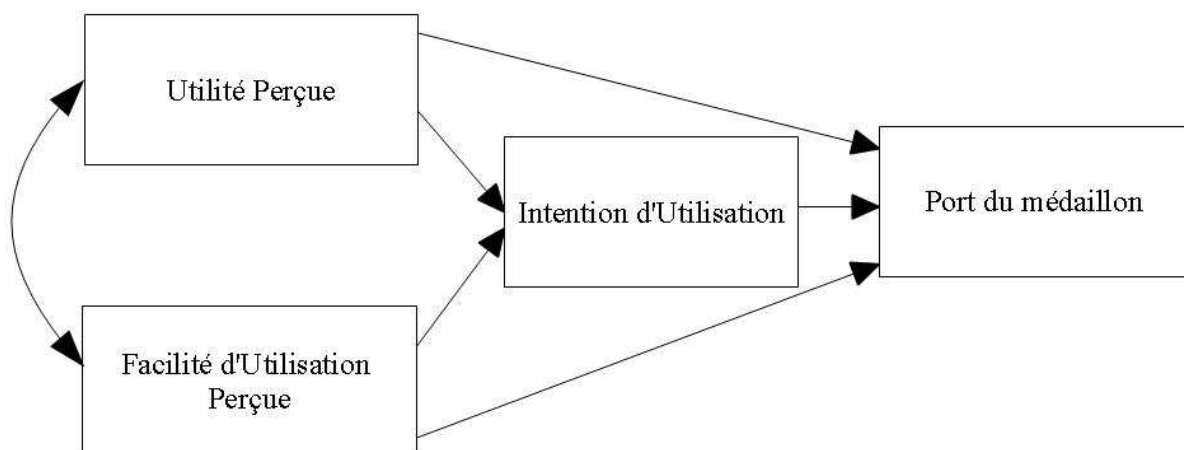 Utilité Perçue
Intention d'Utilisation
Port du médaillon
Facilité d'Utilisation
Perçue